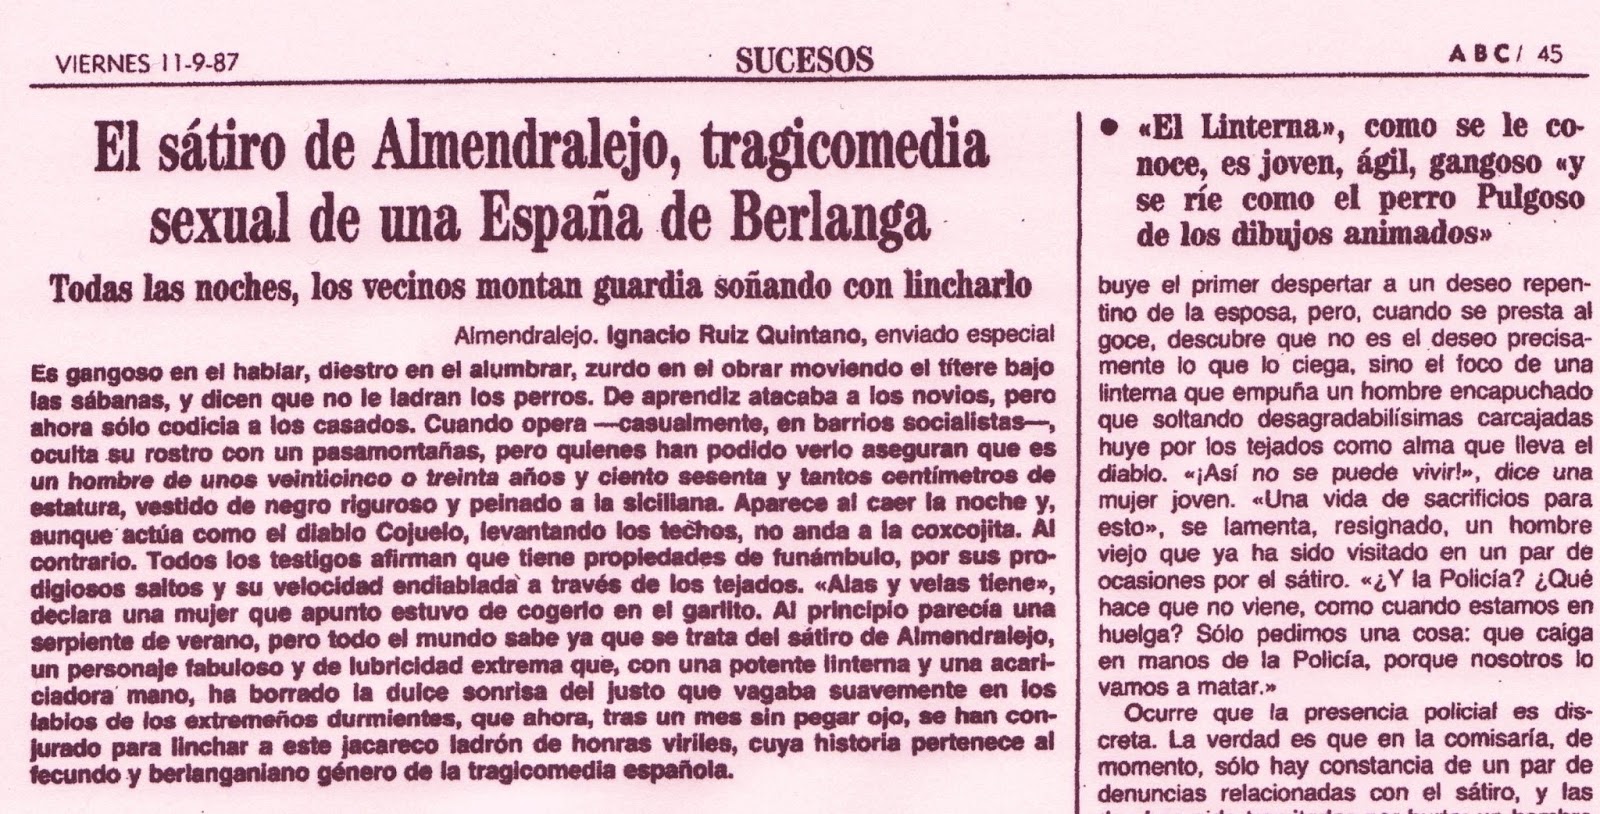 VIERNES 11-9-87
SUCESOS
ABC/ 45
El sátiro de Almendralejo, tragicomedia
sexual de una España de Berlanga
Todas las noches, los vecinos montan guardia soñando con lincharlo
Almendralejo. Ignacio Ruiz Quintano, enviado especial
Es gangoso en el hablar, diestro en el alumbrar, zurdo en el obrar moviendo el títere bajo
las sábanas, y dicen que no le ladran los perros. De aprendiz atacaba a los novios, pero
ahora sólo codicia a los casados. Cuando opera —casualmente, en barrios socialistas—,
oculta su rostro con un pasamontañas, pero quienes han podido verlo aseguran que es
un hombre de unos veinticinco o treinta años y ciento sesenta y tantos centímetros de
estatura, vestido de negro riguroso y peinado a la siciliana. Aparece al caer la noche y,
aunque actúa como el diablo Cojuelo, levantando los techos, no anda a la coxcojita. Al
contrario. Todos los testigos afirman que tiene propiedades de funámbulo, por sus pro-
digiosos saltos y su velocidad endiablada a través de los tejados. «Alas y velas tiene»,
declara una mujer que apunto estuvo de cogerlo en el garlito. Al principio parecía una
serpiente de verano, pero todo el mundo sabe ya que se trata del sátiro de Almendralejo,
un personaje fabuloso y de lubricidad extrema que, con una potente linterna y una acari-
ciadora mano, ha borrado la dulce sonrisa del justo que vagaba suavemente en los
labios de los extremeños durmientes, que ahora, tras un mes sin pegar ojo, se han con-
jurado para linchar a este jacareco ladrón de honras viriles, cuya historia pertenece al
fecundo y berlanganiano género de la tragicomedia española.
● «El Linterna», como se le co-
noce, es joven, ágil, gangoso «y
se ríe como el perro Pulgoso
de los dibujos animados»
buye el primer despertar a un deseo repen-
tino de la esposa, pero, cuando se presta al
goce, descubre que no es el deseo precisa-
mente lo que lo ciega, sino el foco de una
linterna que empuña un hombre encapuchado
que soltando desagradabilísimas carcajadas
huye por los tejados como alma que lleva el
diablo. «¡Así no se puede vivir!», dice una
mujer joven. «Una vida de sacrificios para
esto», se lamenta, resignado, un hombre
viejo que ya ha sido visitado en un par de
ocasiones por el sátiro. «¿Y la Policía? ¿Qué
hace que no viene, como cuando estamos en
huelga? Sólo pedimos una cosa: que caiga
en manos de la Policía, porque nosotros lo
vamos a matar.»
Ocurre que la presencia policial es dis-
creta. La verdad es que en la comisaría, de
momento, sólo hay constancia de un par de
denuncias relacionadas con el sátiro, y las